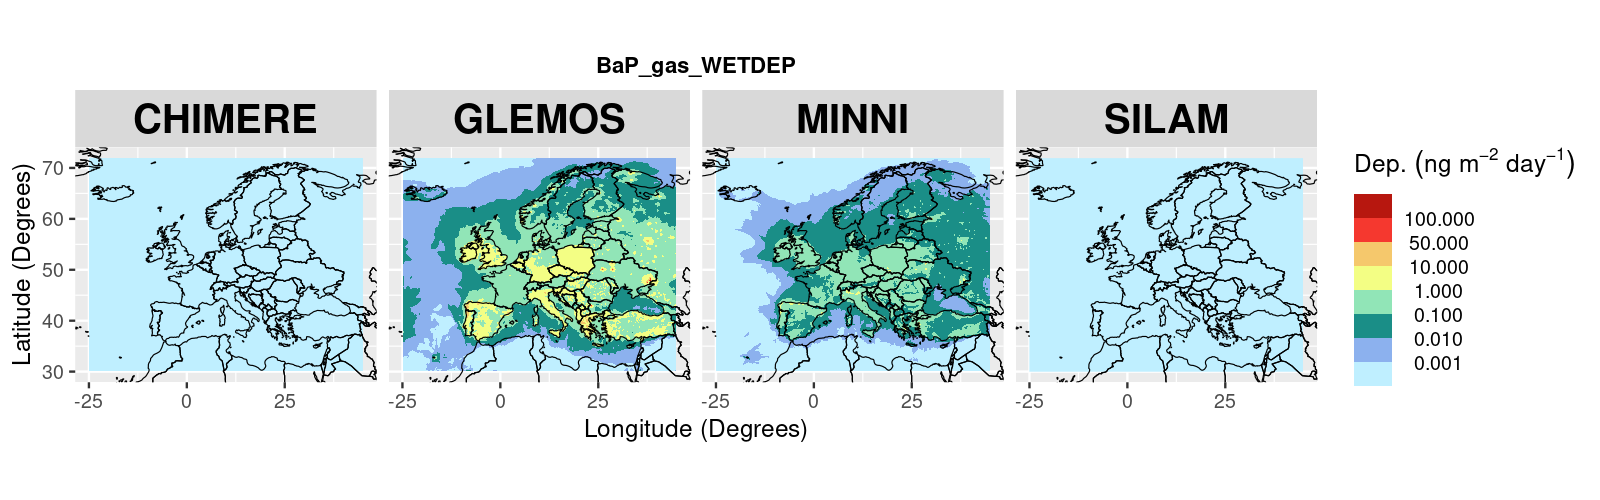 BaP_gas_WETDEP
CHIMERE GLEMOS MINNI SILAM
Latitude (Degrees)
70
60
50
40
30
-25 0 25 -25 0 25 -25 0 25 -25 0 25
Longitude (Degrees)
Dep. (ng m⁻² day⁻¹)
100.000
50.000
10.000
1.000
0.100
0.010
0.001